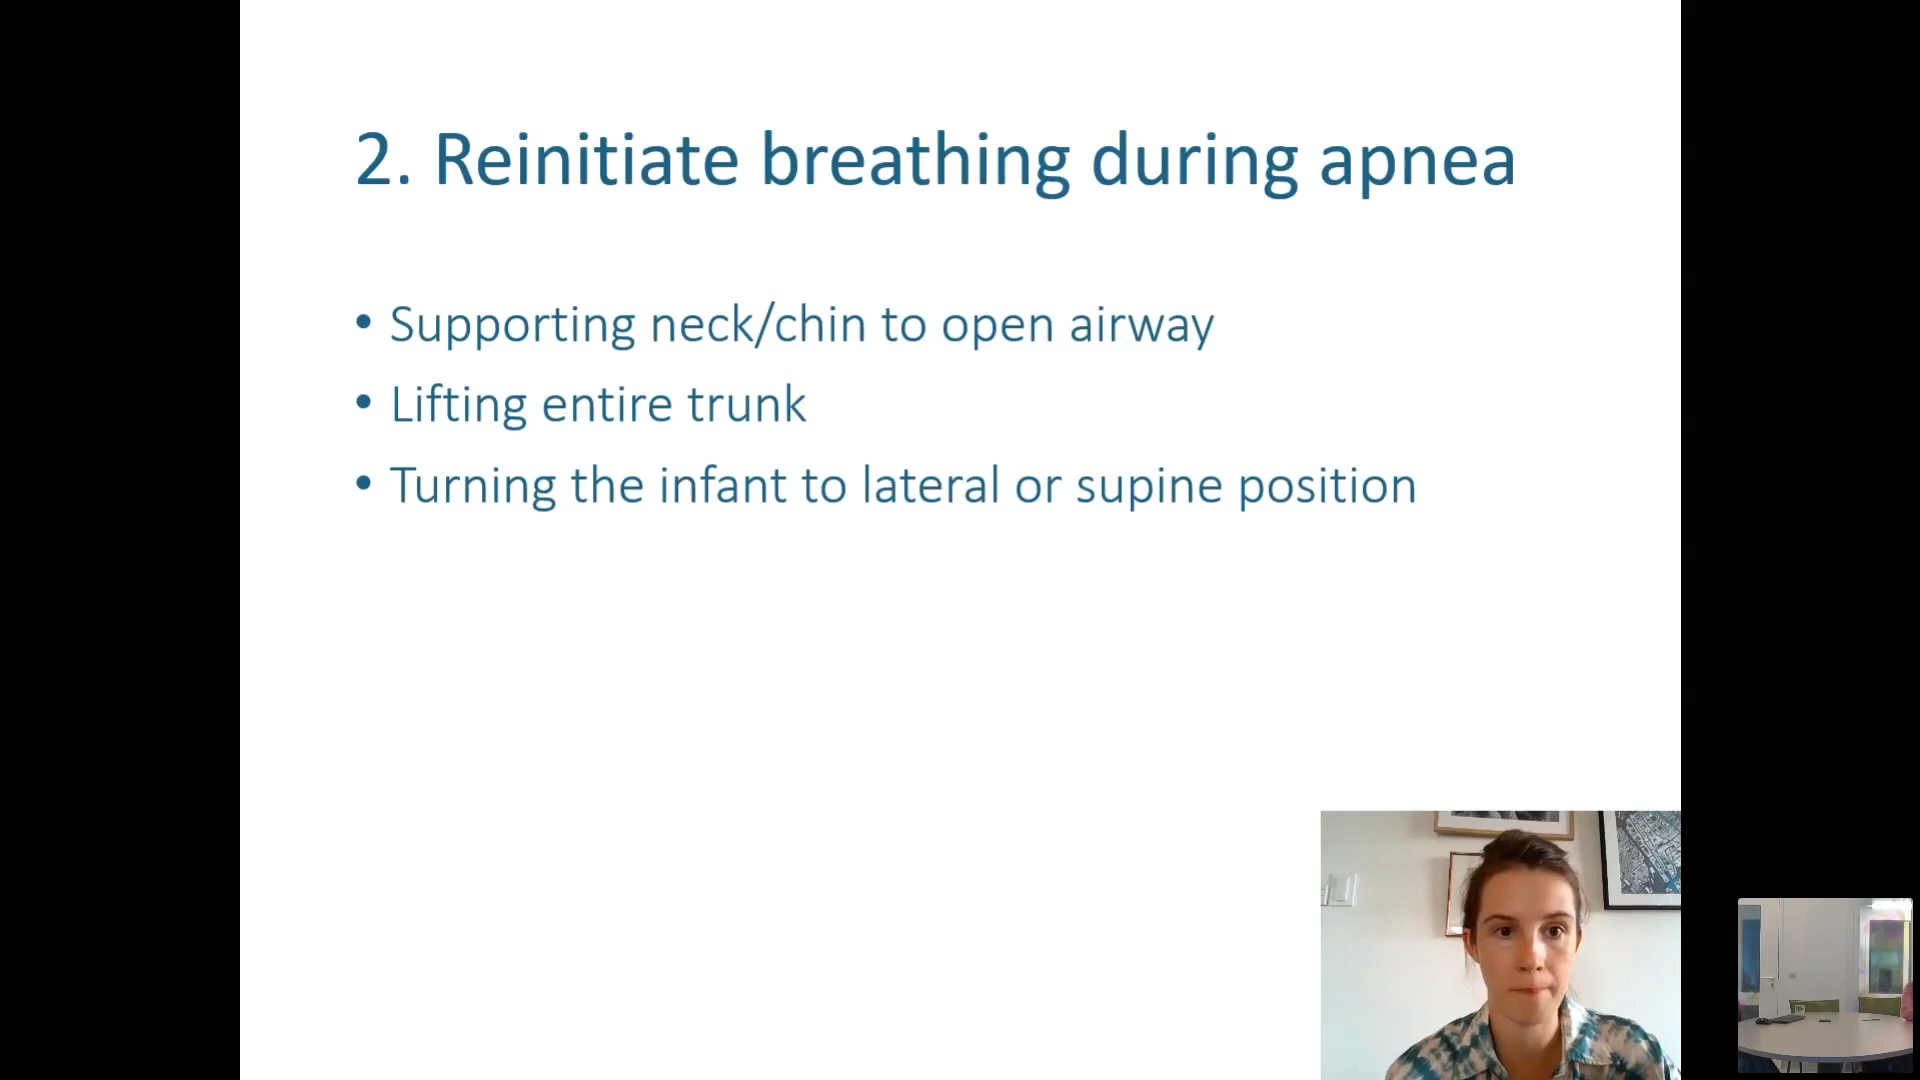 2. Reinitiate breathing during apnea
• Supporting neck/chin to open airway
• Lifting entire trunk
• Turning the infant to lateral or supine position